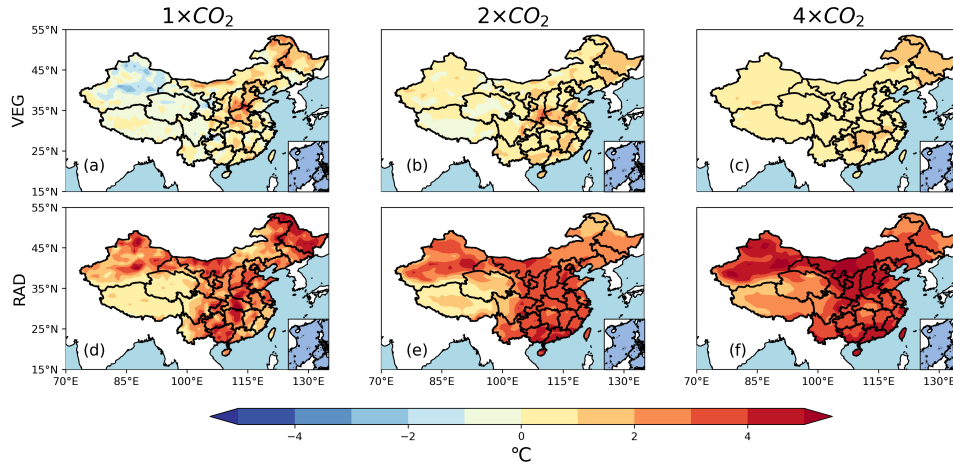 1×CO₂ 2×CO₂ 4×CO₂
55°N
45°N
VEG
35°N
25°N
(a) (b) (c)
15°N
55°N
45°N
RAD
35°N
25°N
(d) (e) (f)
15°N
70°E 85°E 100°E 115°E 130°E 70°E 85°E 100°E 115°E 130°E 70°E 85°E 100°E 115°E 130°E
−4 −2 0 2 4
°C